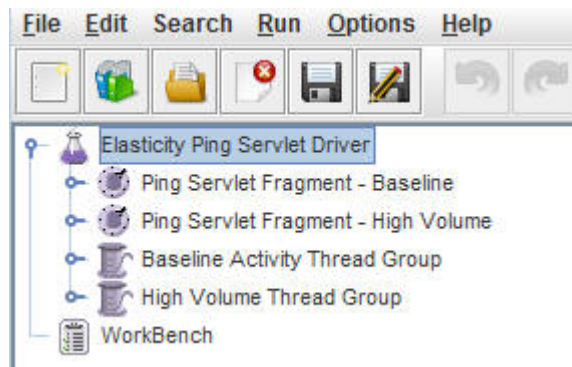 File Edit Search Run Options Help
Elasticity Ping Servlet Driver
Ping Servlet Fragment - Baseline
Ping Servlet Fragment - High Volume
Baseline Activity Thread Group
High Volume Thread Group
WorkBench